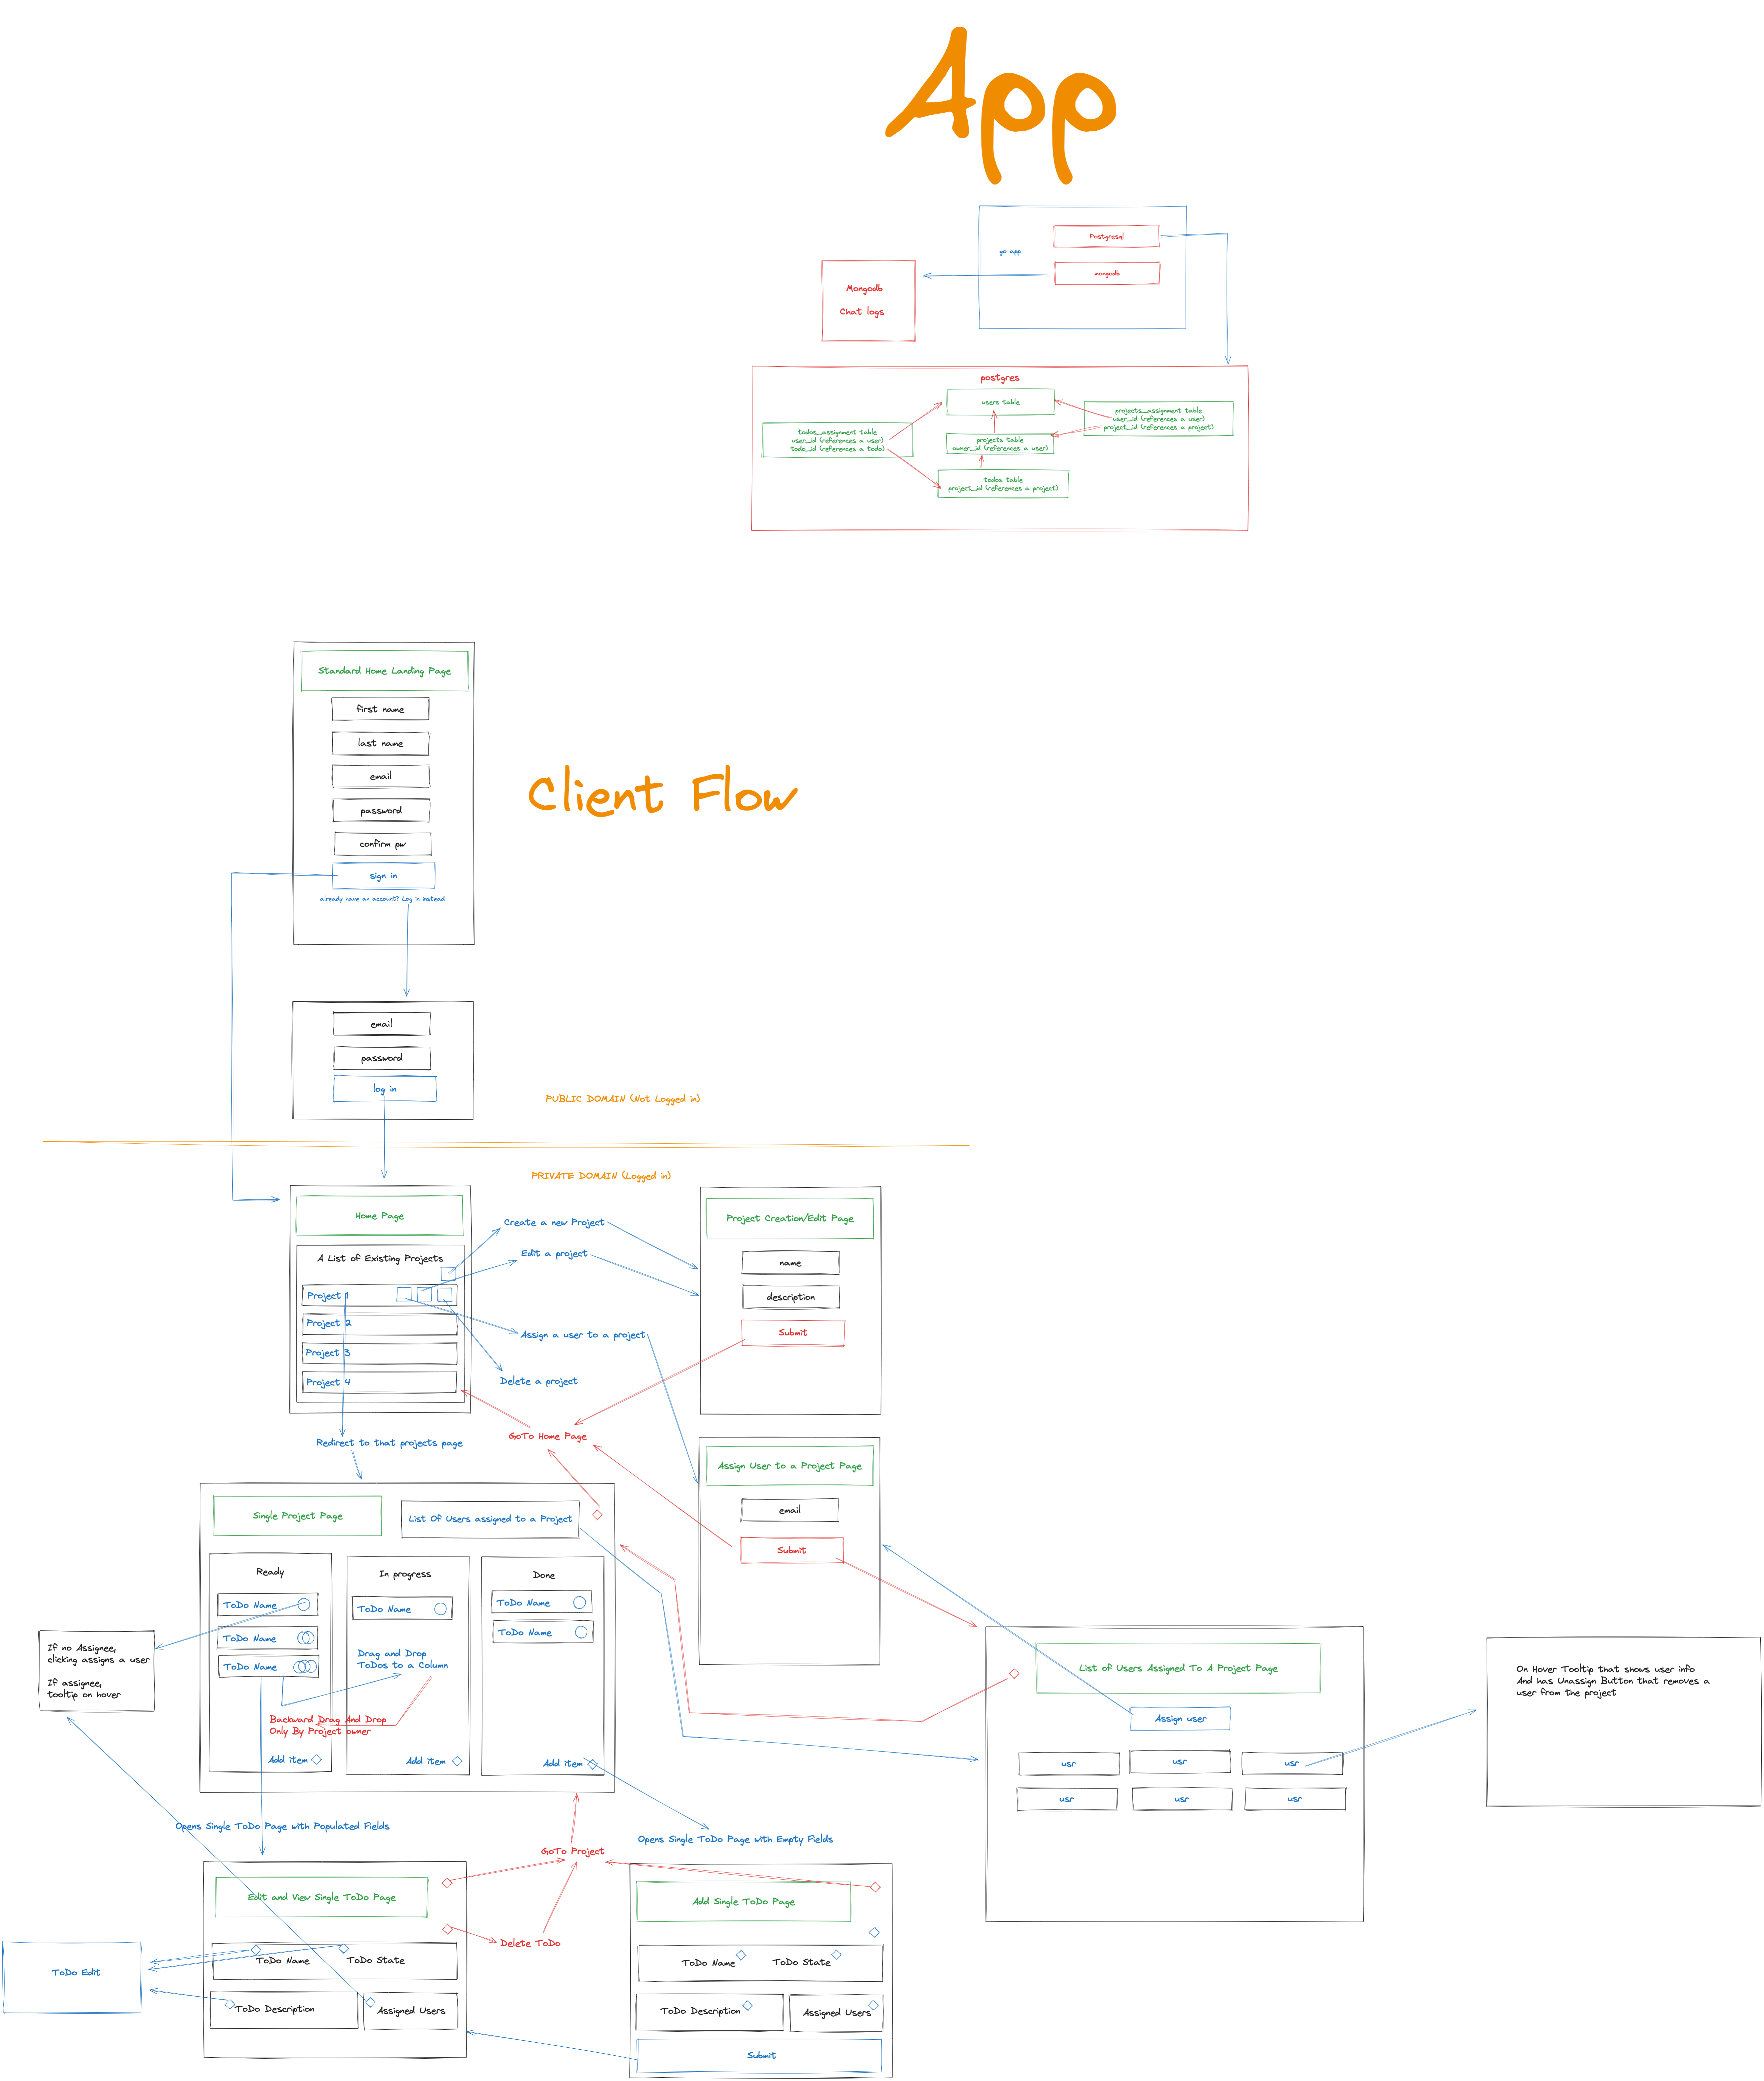 App
go app
Postgresql
mongodb
Mongodb
Chat logs
postgres
users table
projects_assignment table
user_id (references a user)
project_id (references a project)
todos_assignment table
user_id (references a user)
todo_id (references a todo)
projects table
owner_id (references a user)
todos table
project_id (references a project)
Standard Home Landing Page
first name
last name
email
password
confirm pw
sign in
already have an account? Log in instead
Client Flow
email
password
log in
PUBLIC DOMAIN (Not Logged in)
PRIVATE DOMAIN (Logged in)
Home Page
A List of Existing Projects
Project 1
Project 2
Project 3
Project 4
Create a new Project
Edit a project
Assign a user to a project
Delete a project
Project Creation/Edit Page
name
description
Submit
GoTo Home Page
Redirect to that projects page
Assign User to a Project Page
email
Submit
Single Project Page
List Of Users assigned to a Project
Ready
ToDo Name
ToDo Name
ToDo Name
Add item
In progress
ToDo Name
Drag and Drop
ToDos to a Column
Backward Drag And Drop
Only By Project owner
Add item
Done
ToDo Name
ToDo Name
Add item
If no Assignee,
clicking assigns a user
If assignee,
tooltip on hover
List of Users Assigned To A Project Page
Assign user
usr
usr
usr
usr
usr
usr
On Hover Tooltip that shows user info
And has Unassign Button that removes a
user from the project
Opens Single ToDo Page with Populated Fields
Opens Single ToDo Page with Empty Fields
GoTo Project
Edit and View Single ToDo Page
Delete ToDo
ToDo Name
ToDo State
ToDo Description
Assigned Users
ToDo Edit
Add Single ToDo Page
ToDo Name
ToDo State
ToDo Description
Assigned Users
Submit